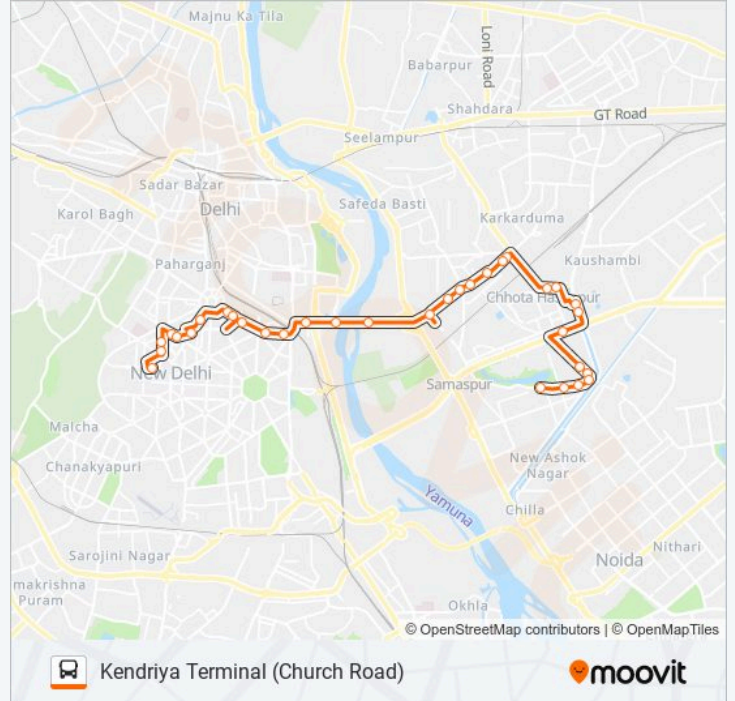 Majnu Ka Tila
Loni Road
Babarpur
Shahdara
GT Road
Seelampur
Sadar Bazar
Safeda Basti
Karol Bagh
Delhi
Karkarduma
Paharganj
Kaushambi
Chhota Ha pur
New Delhi
Samaspur
Malcha
Chanakyapuri
New Ashok
Nagar
Yamuna
Chilla
Sarojini Nagar
Noida
Nithari
makrishna
Puram
Okhla
© OpenStreetMap contributors | © OpenMapTiles
Kendriya Terminal (Church Road)
moovit